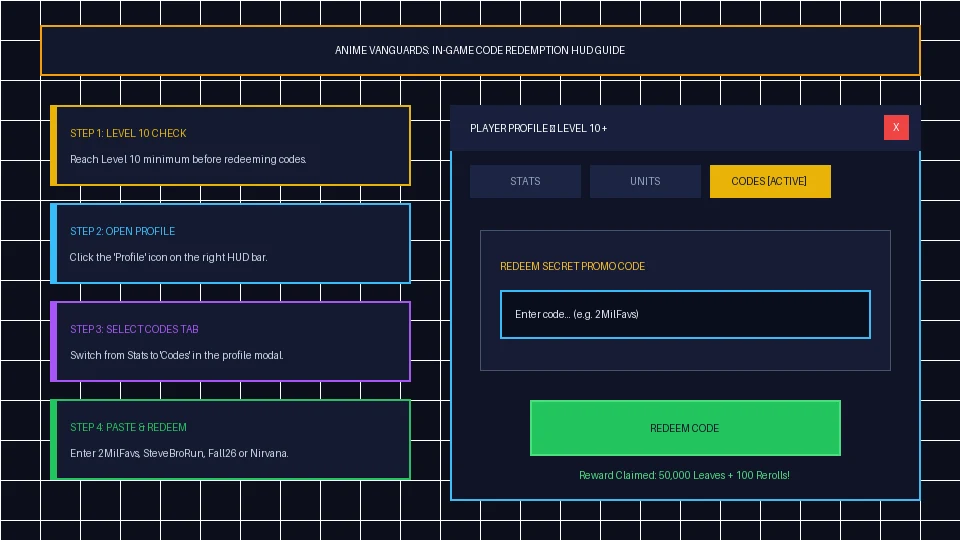 ANIME VANGUARDS: IN-GAME CODE REDEMPTION HUD GUIDE
STEP 1: LEVEL 10 CHECK
Reach Level 10 minimum before redeeming codes.
STEP 2: OPEN PROFILE
Click the 'Profile' icon on the right HUD bar.
STEP 3: SELECT CODES TAB
Switch from Stats to 'Codes' in the profile modal.
STEP 4: PASTE & REDEEM
Enter 2MilFavs, SteveBroRun, Fall26 or Nirvana.
PLAYER PROFILE LEVEL 10+
X
STATS
UNITS
CODES [ACTIVE]
REDEEM SECRET PROMO CODE
Enter code... (e.g. 2MilFavs)
REDEEM CODE
Reward Claimed: 50,000 Leaves + 100 Rerolls!